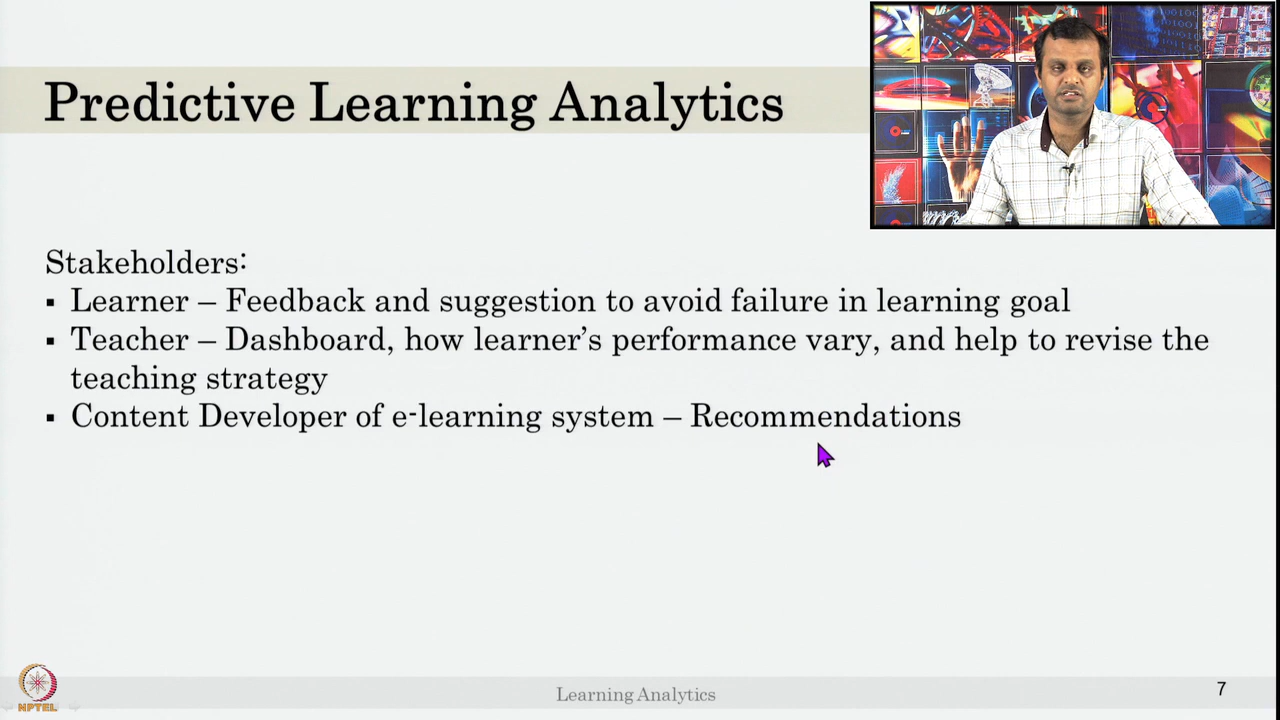 Predictive Learning Analytics
Stakeholders:
▪ Learner – Feedback and suggestion to avoid failure in learning goal
▪ Teacher – Dashboard, how learner's performance vary, and help to revise the
teaching strategy
▪ Content Developer of e-learning system – Recommendations
NPTEL
Learning Analytics
7